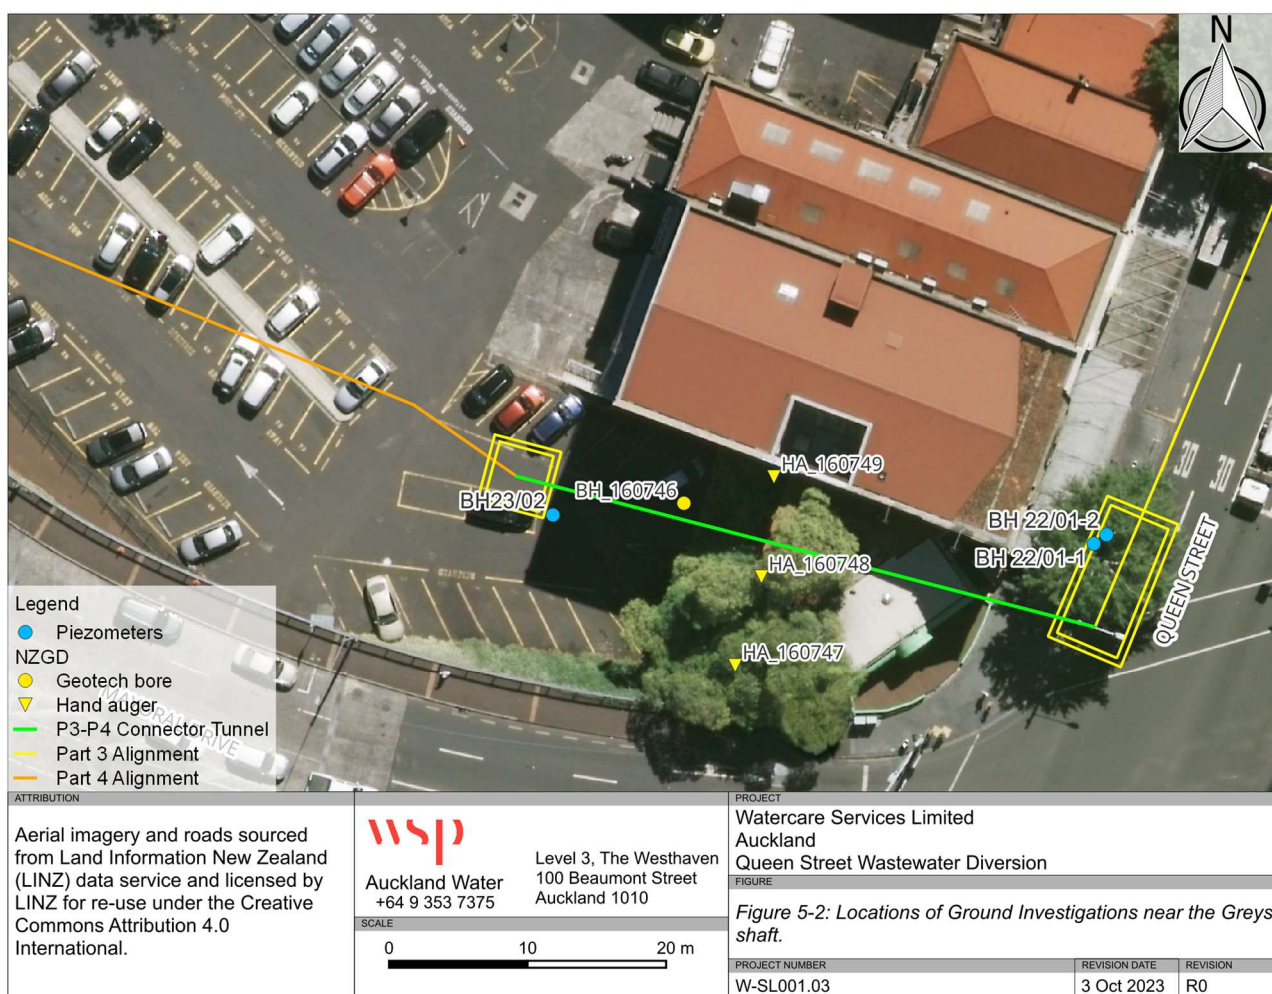 N
HA_160749
BH_160746
BH23/02
BH 22/01-2
BH 22/01-1
HA_160748
HA_160747
QUEEN STREET
MAYORAL DRIVE
30
30
Legend
Piezometers
NZGD
Geotech bore
Hand auger
P3-P4 Connector Tunnel
Part 3 Alignment
Part 4 Alignment
ATTRIBUTION
Aerial imagery and roads sourced
from Land Information New Zealand
(LINZ) data service and licensed by
LINZ for re-use under the Creative
Commons Attribution 4.0
International.
wsp
Auckland Water
+64 9 353 7375
Level 3, The Westhaven
100 Beaumont Street
Auckland 1010
SCALE
0 10 20 m
PROJECT
Watercare Services Limited
Auckland
Queen Street Wastewater Diversion
FIGURE
Figure 5-2: Locations of Ground Investigations near the Greys
shaft.
PROJECT NUMBER
W-SL001.03
REVISION DATE
3 Oct 2023
REVISION
R0